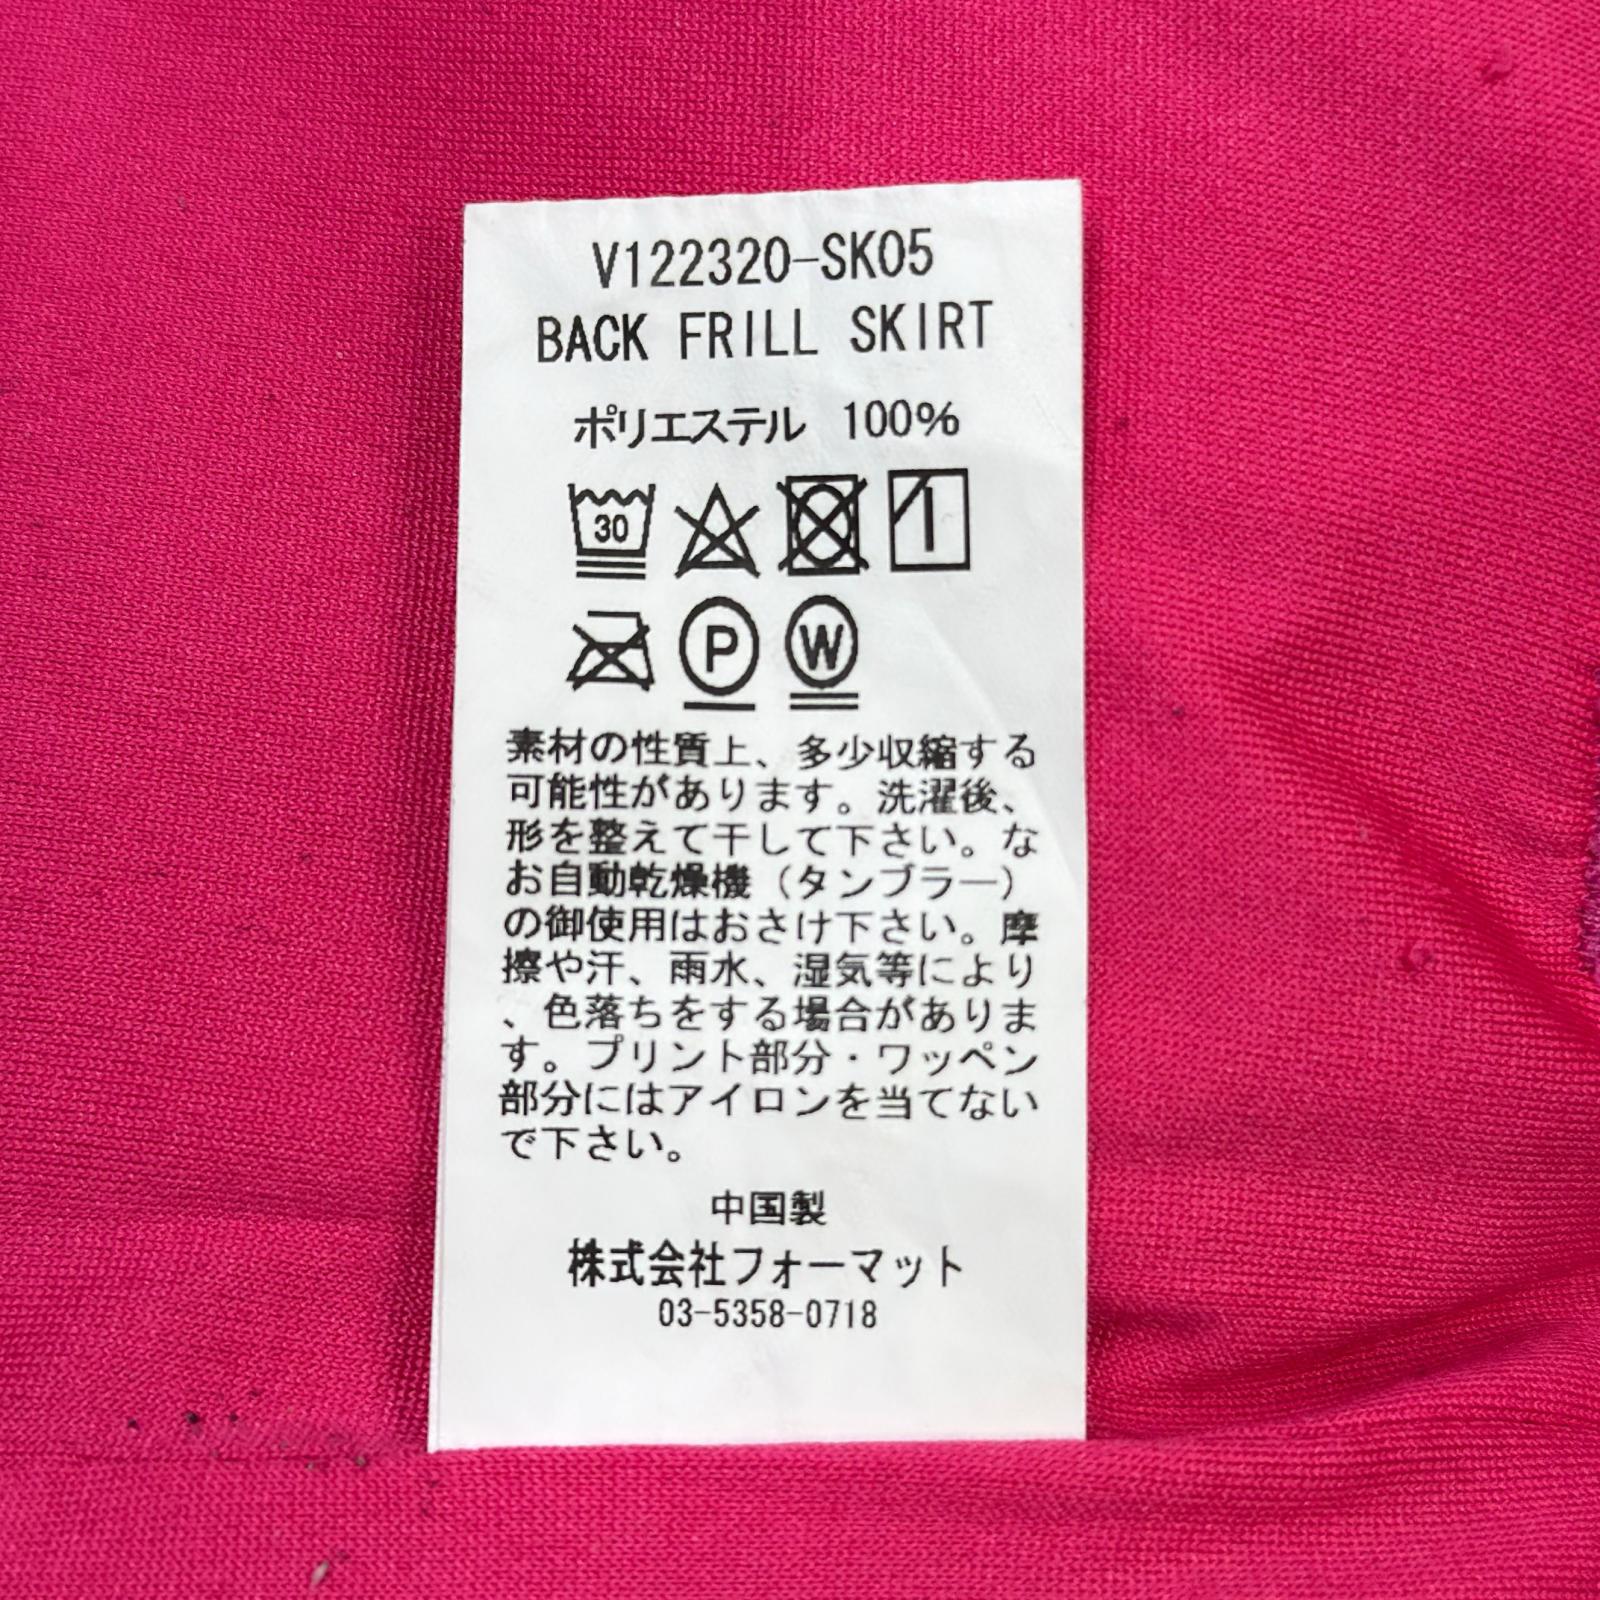 V122320-SK05
BACK FRILL SKIRT
ポリエステル 100%
30
P W
素材の性質上、多少収縮する
可能性があります。洗濯後、
形を整えて干して下さい。な
お自動乾燥機（タンブラー）
の御使用はおさけ下さい。摩
擦や汗、雨水、湿気等により
、色落ちをする場合がありま
す。プリント部分・ワッペン
部分にはアイロンを当てない
で下さい。
中国製
株式会社フォーマット
03-5358-0718